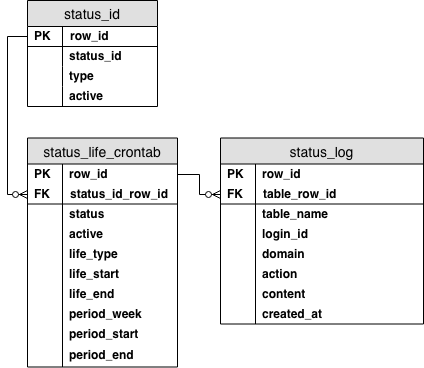 status_id
PK row_id
status_id
type
active
status_life_crontab
PK row_id
FK status_id_row_id
status
active
life_type
life_start
life_end
period_week
period_start
period_end
status_log
PK row_id
FK table_row_id
table_name
login_id
domain
action
content
created_at